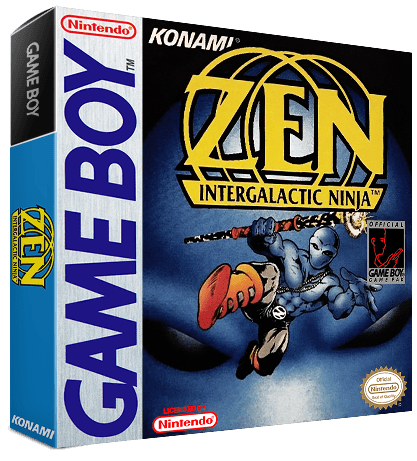 GAME BOY
ZEN
INTERGALACTIC NINJA
KONAMI
Nintendo
GAME BOY
TM
KONAMI
ZEN
INTERGALACTIC NINJA
TM
OFFICIAL
GAME BOY
GAME PAK
N
LICENSED BY
Nintendo
Official
Nintendo
Seal of Quality